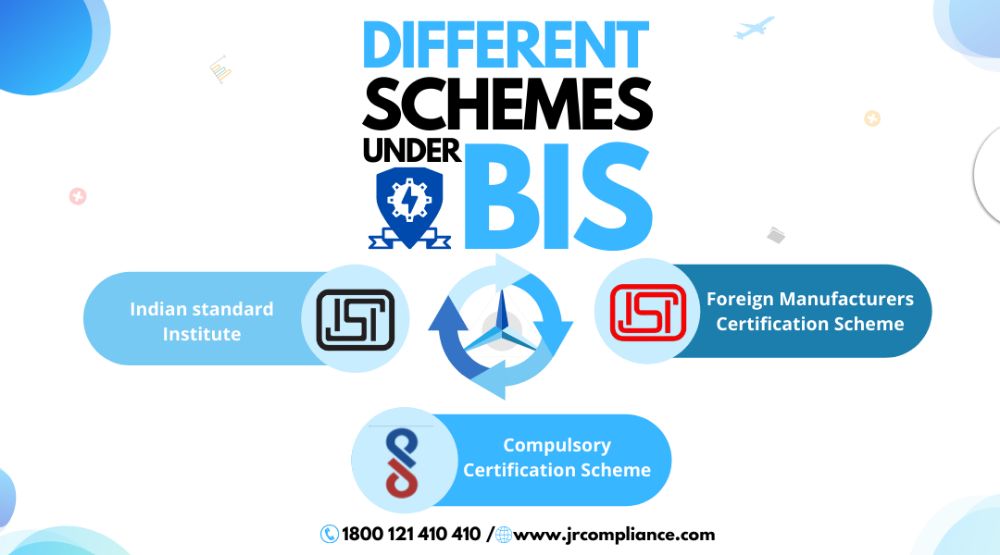 DIFFERENT
SCHEMES
UNDER BIS
Indian standard
Institute
ISI
ISI
Foreign Manufacturers
Certification Scheme
Compulsory
Certification Scheme
1800 121 410 410 / www.jrcompliance.com